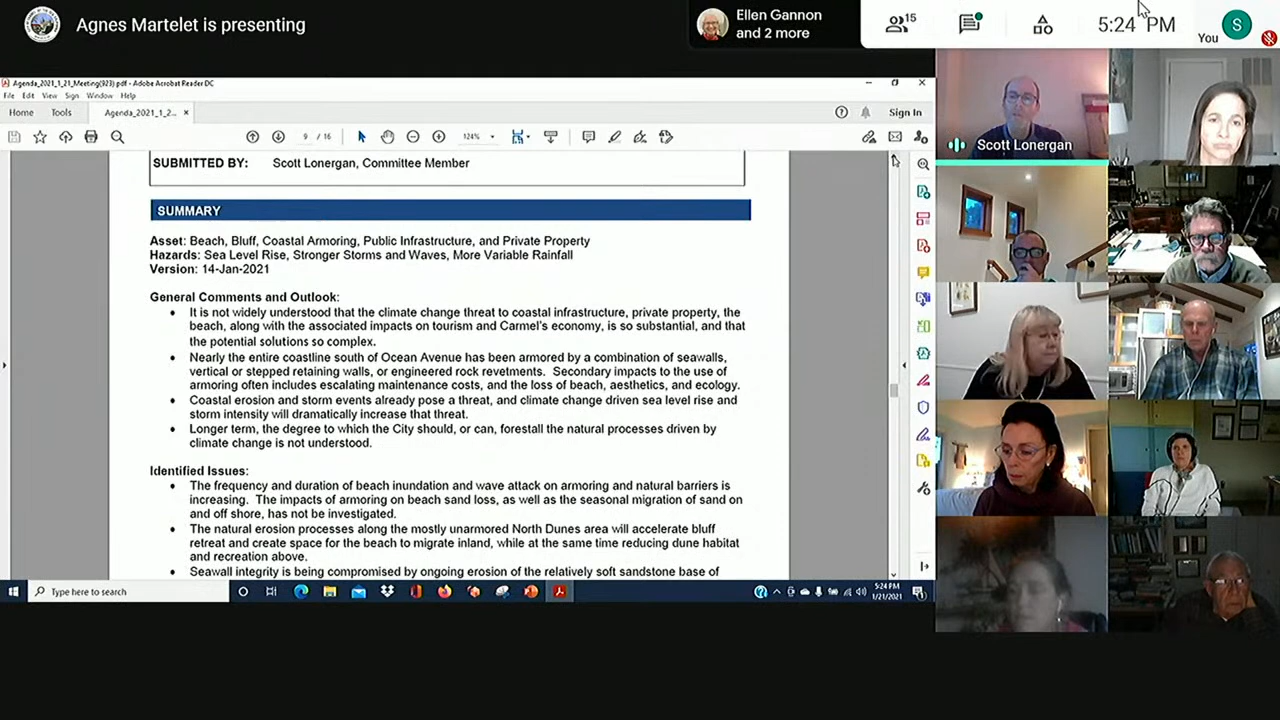 Agnes Martelet is presenting
Ellen Gannon
and 2 more
15
5:24 PM
You
S
Agenda_2021_1_21_Meeting(923).pdf - Adobe Acrobat Reader DC
File Edit View Sign Window Help
Home Tools Agenda_2021_1_2... × Sign In
9 / 16 124%
SUBMITTED BY: Scott Lonergan, Committee Member
SUMMARY
Asset: Beach, Bluff, Coastal Armoring, Public Infrastructure, and Private Property
Hazards: Sea Level Rise, Stronger Storms and Waves, More Variable Rainfall
Version: 14-Jan-2021
General Comments and Outlook:
• It is not widely understood that the climate change threat to coastal infrastructure, private property, the
beach, along with the associated impacts on tourism and Carmel's economy, is so substantial, and that
the potential solutions so complex.
• Nearly the entire coastline south of Ocean Avenue has been armored by a combination of seawalls,
vertical or stepped retaining walls, or engineered rock revetments. Secondary impacts to the use of
armoring often includes escalating maintenance costs, and the loss of beach, aesthetics, and ecology.
• Coastal erosion and storm events already pose a threat, and climate change driven sea level rise and
storm intensity will dramatically increase that threat.
• Longer term, the degree to which the City should, or can, forestall the natural processes driven by
climate change is not understood.
Identified Issues:
• The frequency and duration of beach inundation and wave attack on armoring and natural barriers is
increasing. The impacts of armoring on beach sand loss, as well as the seasonal migration of sand on
and off shore, has not be investigated.
• The natural erosion processes along the mostly unarmored North Dunes area will accelerate bluff
retreat and create space for the beach to migrate inland, while at the same time reducing dune habitat
and recreation above.
• Seawall integrity is being compromised by ongoing erosion of the relatively soft sandstone base of
Scott Lonergan
Type here to search
5:24 PM
1/21/2021